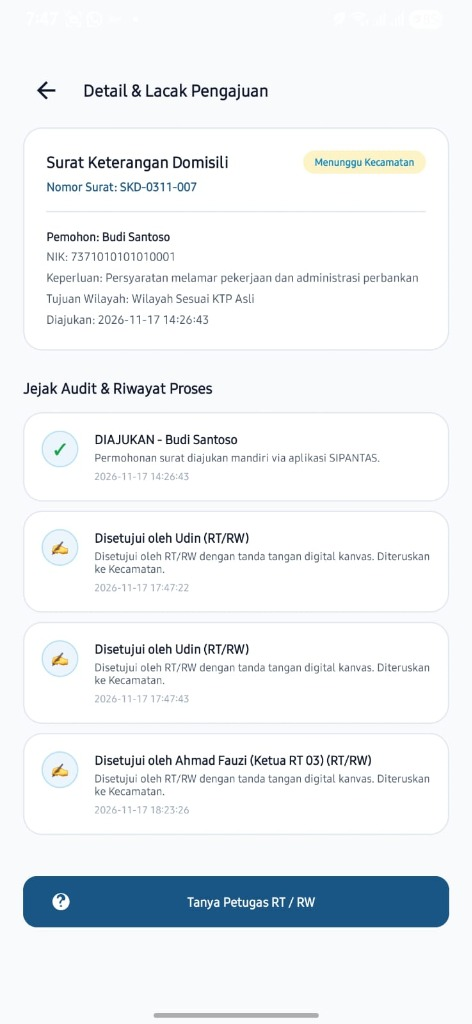 7:47
Detail & Lacak Pengajuan
Surat Keterangan Domisili
Menunggu Kecamatan
Nomor Surat: SKD-0311-007
Pemohon: Budi Santoso
NIK: 7371010101010001
Keperluan: Persyaratan melamar pekerjaan dan administrasi perbankan
Tujuan Wilayah: Wilayah Sesuai KTP Asli
Diajukan: 2026-11-17 14:26:43
Jejak Audit & Riwayat Proses
DIAJUKAN - Budi Santoso
Permohonan surat diajukan mandiri via aplikasi SIPANTAS.
2026-11-17 14:26:43
Disetujui oleh Udin (RT/RW)
Disetujui oleh RT/RW dengan tanda tangan digital kanvas. Diteruskan
ke Kecamatan.
2026-11-17 17:47:22
Disetujui oleh Udin (RT/RW)
Disetujui oleh RT/RW dengan tanda tangan digital kanvas. Diteruskan
ke Kecamatan.
2026-11-17 17:47:43
Disetujui oleh Ahmad Fauzi (Ketua RT 03) (RT/RW)
Disetujui oleh RT/RW dengan tanda tangan digital kanvas. Diteruskan
ke Kecamatan.
2026-11-17 18:23:26
Tanya Petugas RT / RW